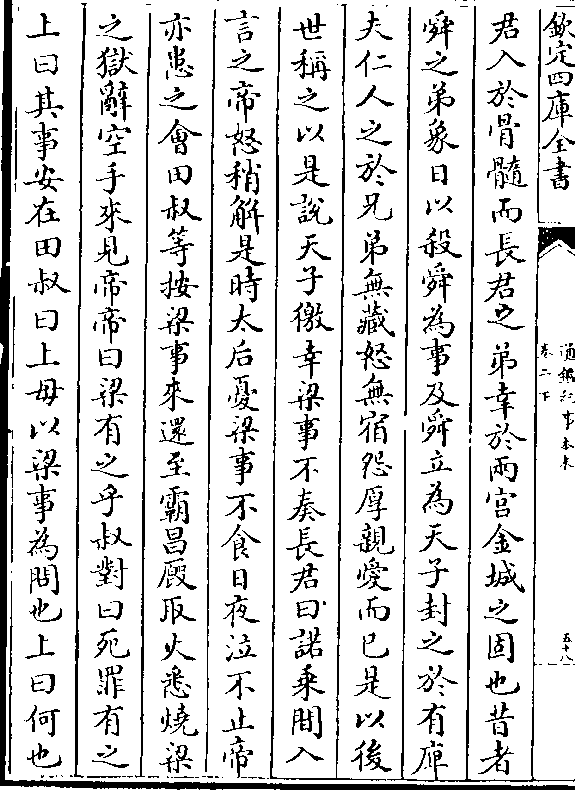 欽定四庫全書
通鑑紀事本末
卷二下
五十八
君入於骨髓而長君之弟幸於兩宫金城之固也昔者
舜之弟象日以殺舜為事及舜立為天子封之於有庳
夫仁人之於兄弟無藏怒無宿怨厚親愛而已是以後
世稱之以是說天子徼幸梁事不奏長君曰諾乗間入
言之帝怒稍解是時太后憂梁事不食日夜泣不止帝
亦患之會田叔等按梁事來還至霸昌廄取火悉燒梁
之獄辭空手來見帝帝曰梁有之乎叔對曰死罪有之
上曰其事安在田叔曰上毋以梁事為問也上曰何也